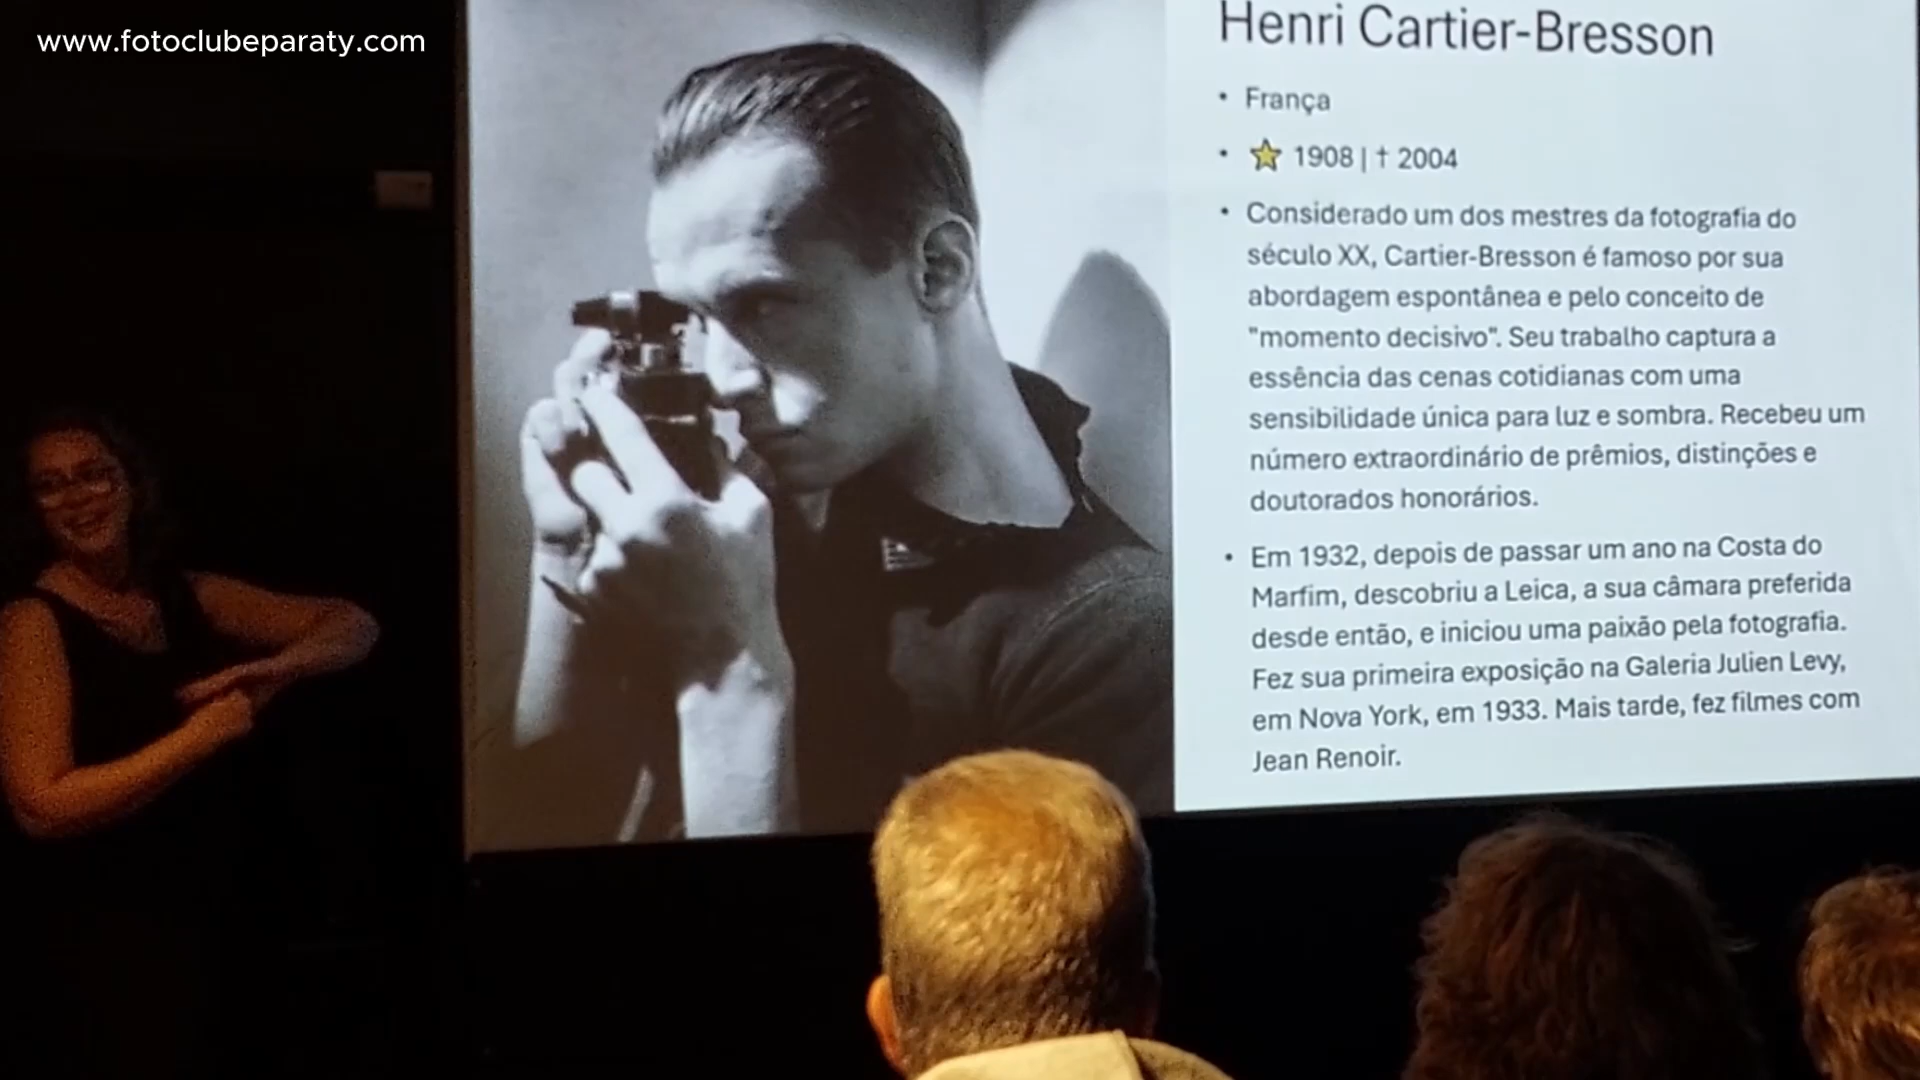 www.fotoclubeparaty.com
Henri Cartier-Bresson
• França
• ⭐ 1908 | † 2004
• Considerado um dos mestres da fotografia do
século XX, Cartier-Bresson é famoso por sua
abordagem espontânea e pelo conceito de
"momento decisivo". Seu trabalho captura a
essência das cenas cotidianas com uma
sensibilidade única para luz e sombra. Recebeu um
número extraordinário de prêmios, distinções e
doutorados honorários.
• Em 1932, depois de passar um ano na Costa do
Marfim, descobriu a Leica, a sua câmara preferida
desde então, e iniciou uma paixão pela fotografia.
Fez sua primeira exposição na Galeria Julien Levy,
em Nova York, em 1933. Mais tarde, fez filmes com
Jean Renoir.